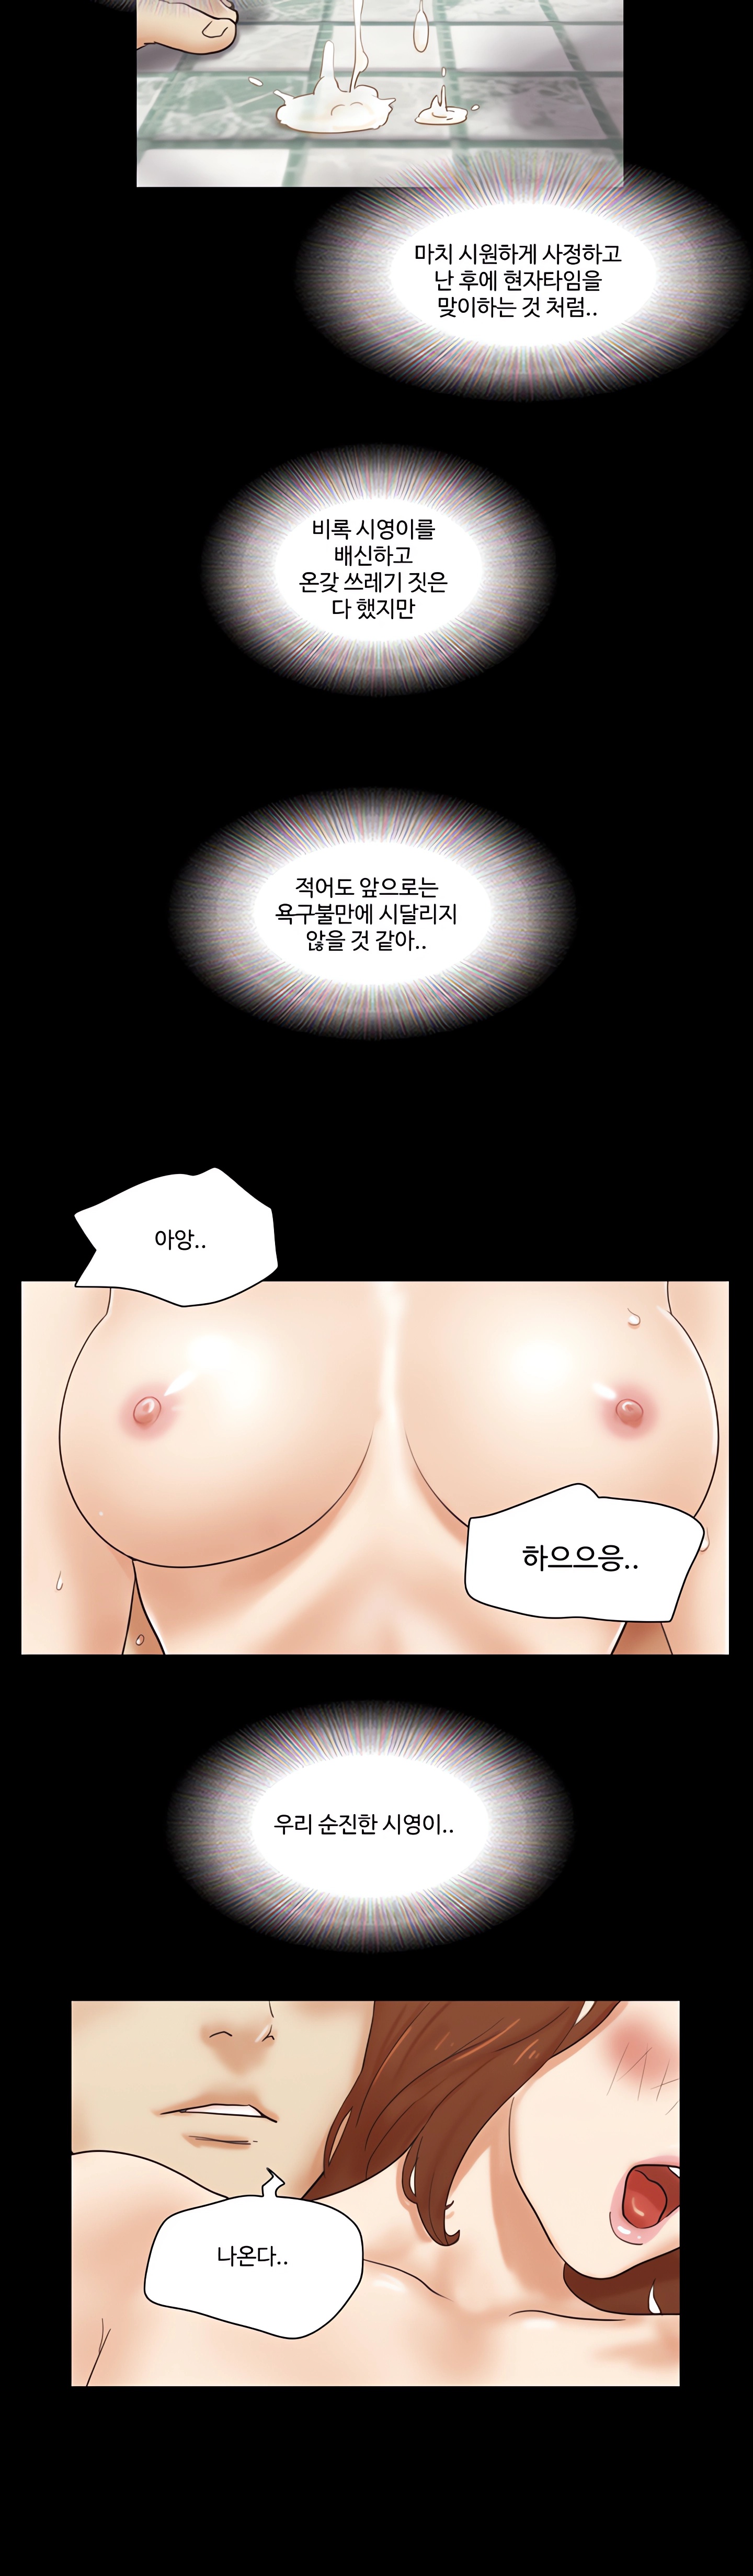 마치 시원하게 사정하고
난 후에 현자타임을
맞이하는 것 처럼..
비록 시영이를
배신하고
온갖 쓰레기 짓은
다 했지만
적어도 앞으로는
욕구불만에 시달리지
않을 것 같아..
아앙..
하으으응..
우리 순진한 시영이..
나온다..